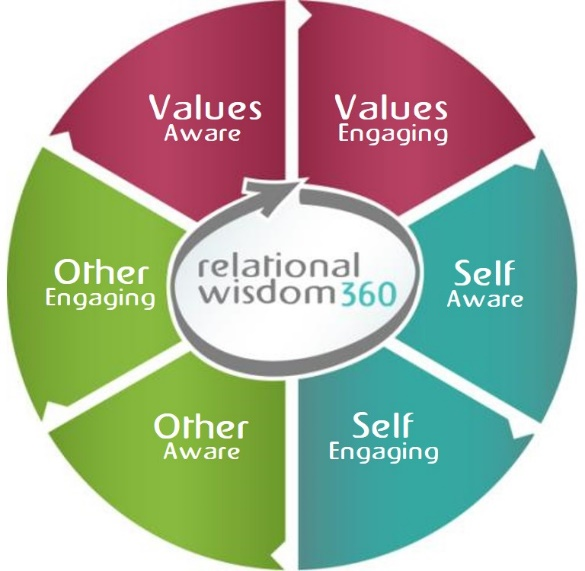 Values
Aware
Values
Engaging
Self
Aware
Self
Engaging
Other
Aware
Other
Engaging
relational
wisdom360